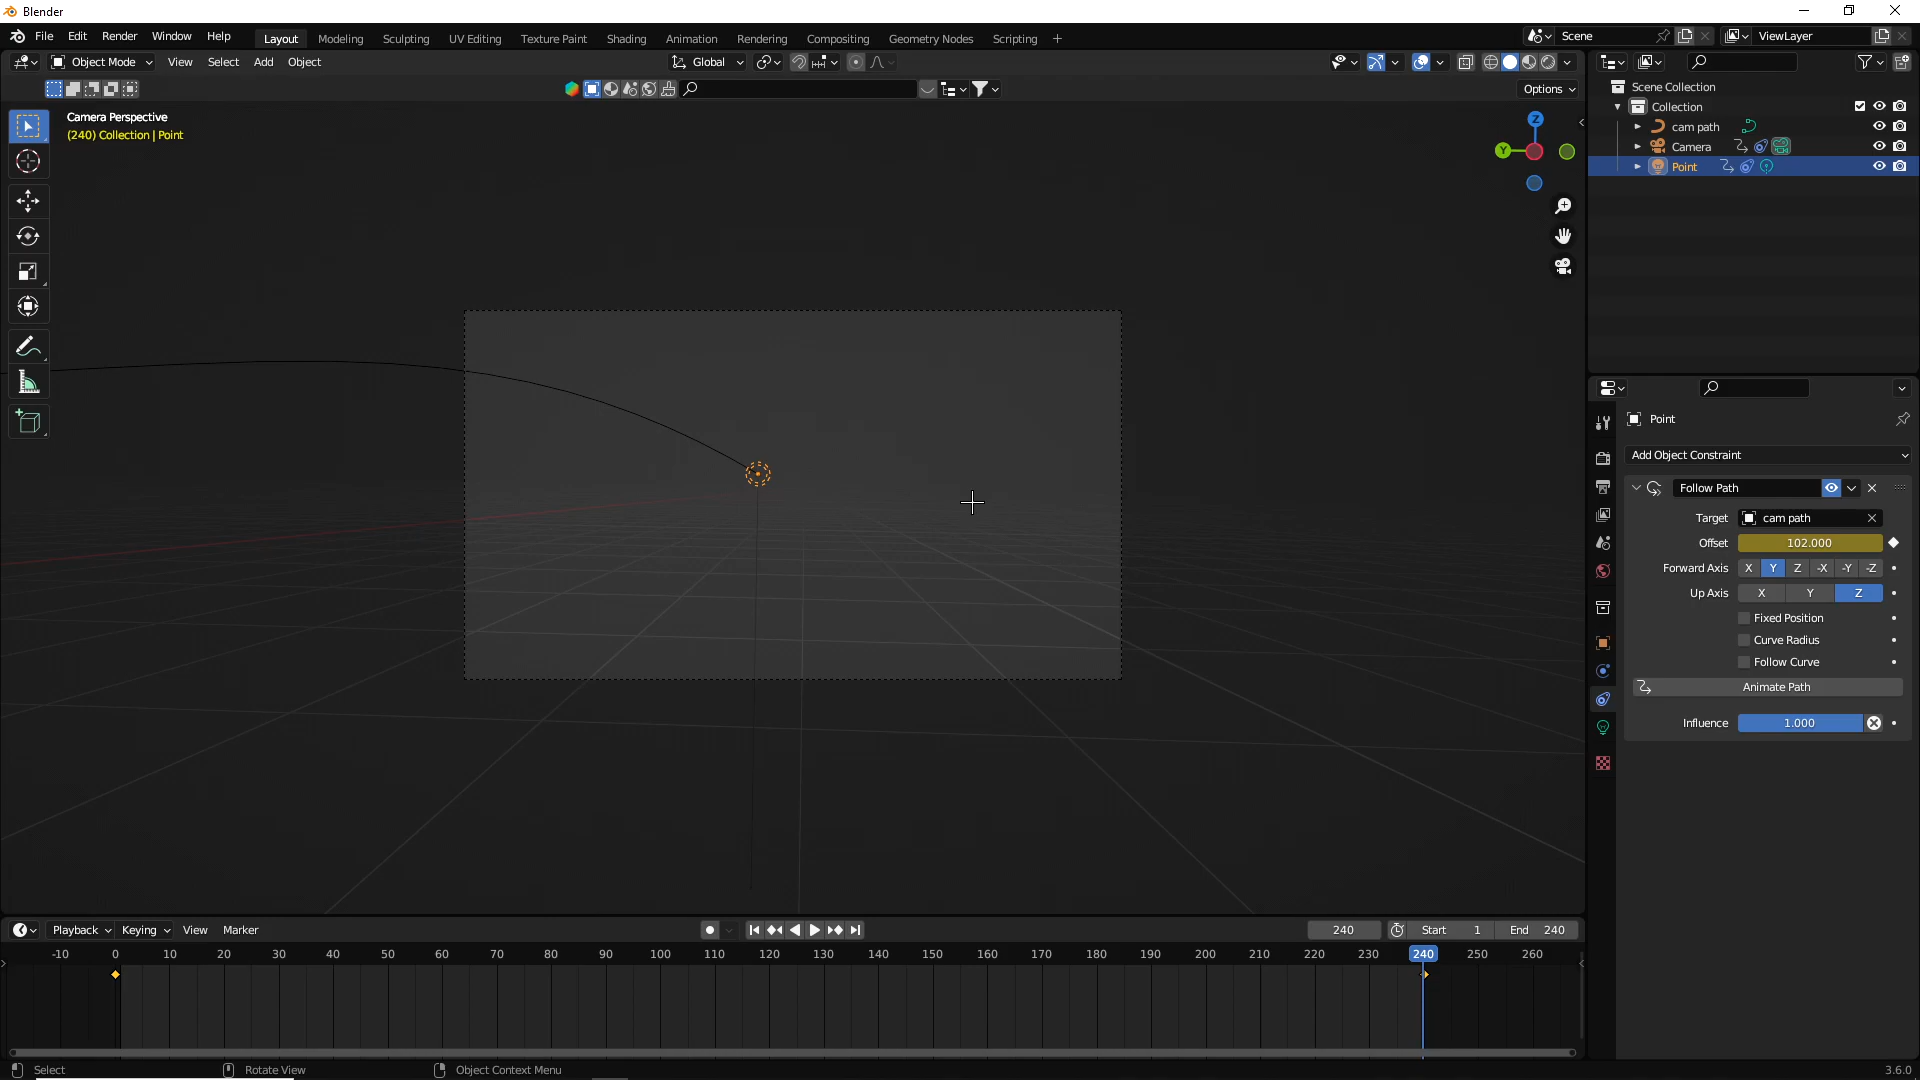 Blender
File Edit Render Window Help Layout Modeling Sculpting UV Editing Texture Paint Shading Animation Rendering Compositing Geometry Nodes Scripting + Scene ViewLayer
Object Mode View Select Add Object Global
Options
Camera Perspective
(240) Collection | Point
Z
Y
Scene Collection
Collection
cam path
Camera
Point
Point
Add Object Constraint
Follow Path
Target cam path
Offset 102.000
Forward Axis X Y Z -X -Y -Z
Up Axis X Y Z
Fixed Position
Curve Radius
Follow Curve
Animate Path
Influence 1.000
Playback Keying View Marker 240 Start 1 End 240
-10 0 10 20 30 40 50 60 70 80 90 100 110 120 130 140 150 160 170 180 190 200 210 220 230 240 250 260
Select Rotate View Object Context Menu 3.6.0